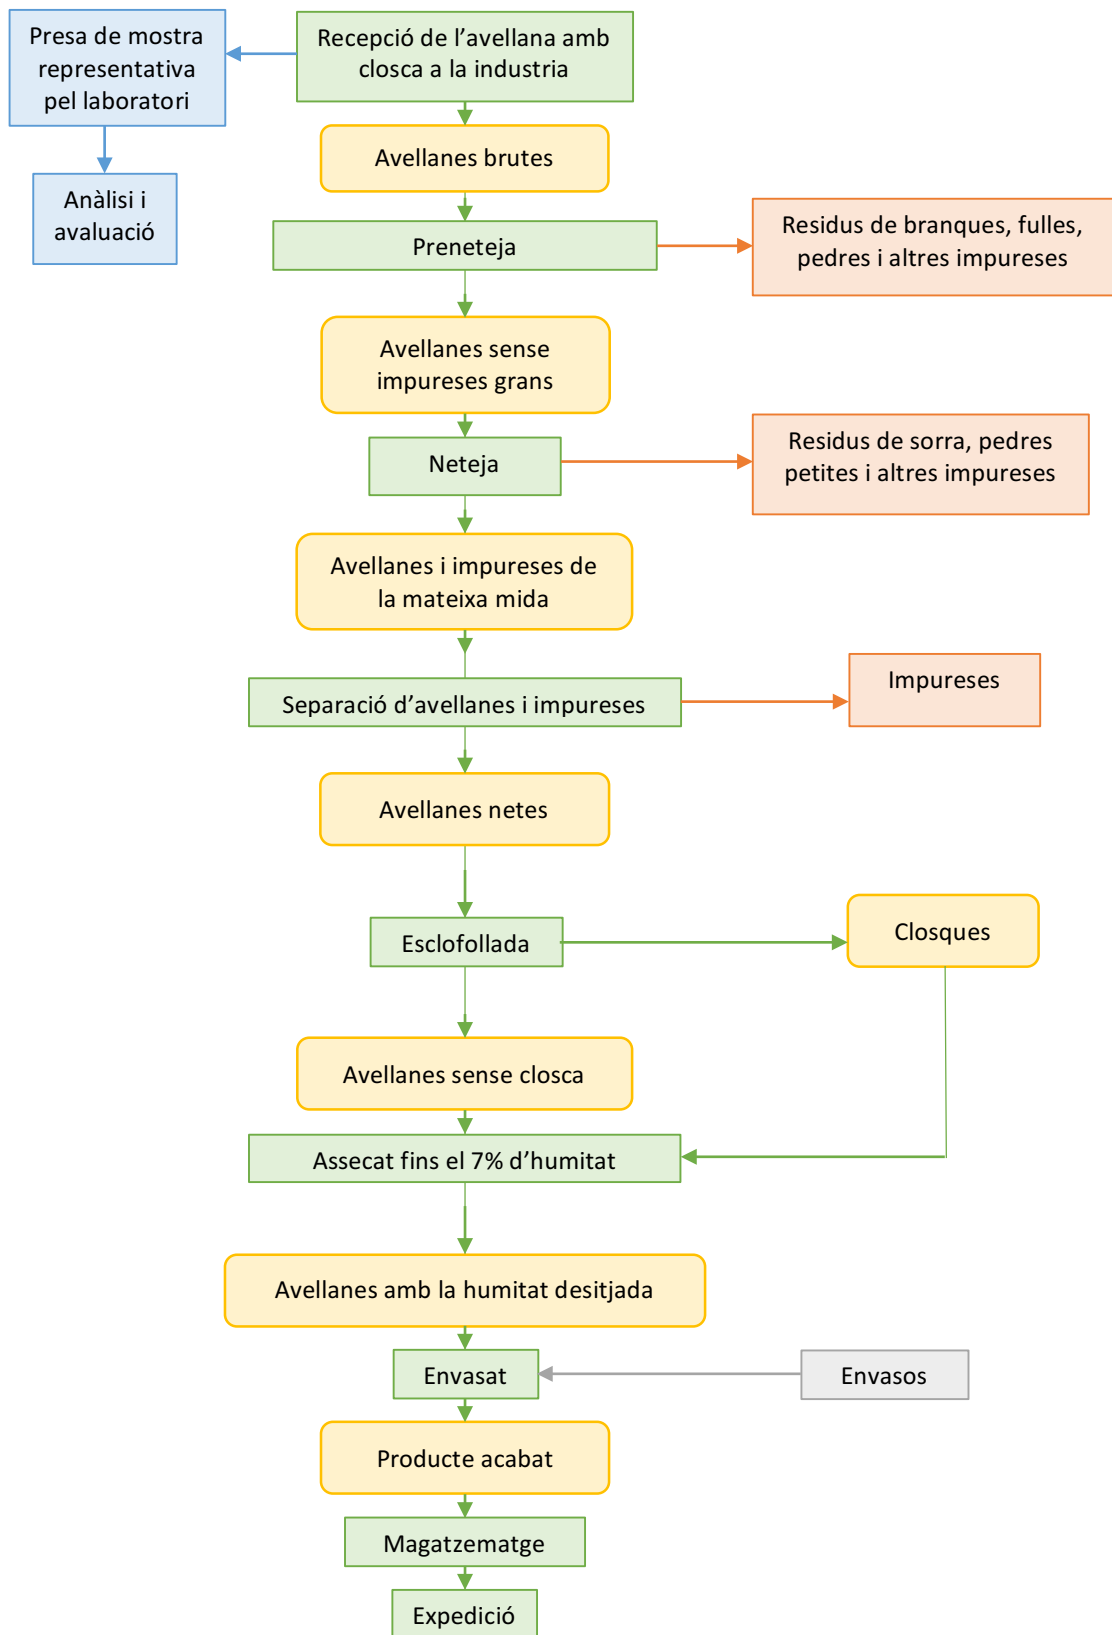 Presa de mostra
representativa
pel laboratori
Recepció de l’avellana amb
closca a la industria
Avellanes brutes
Anàlisi i
avaluació
Preneteja
Residus de branques, fulles,
pedres i altres impureses
Avellanes sense
impureses grans
Neteja
Residus de sorra, pedres
petites i altres impureses
Avellanes i impureses de
la mateixa mida
Separació d’avellanes i impureses
Impureses
Avellanes netes
Esclofollada
Closques
Avellanes sense closca
Assecat fins el 7% d’humitat
Avellanes amb la humitat desitjada
Envasat
Envasos
Producte acabat
Magatzematge
Expedició